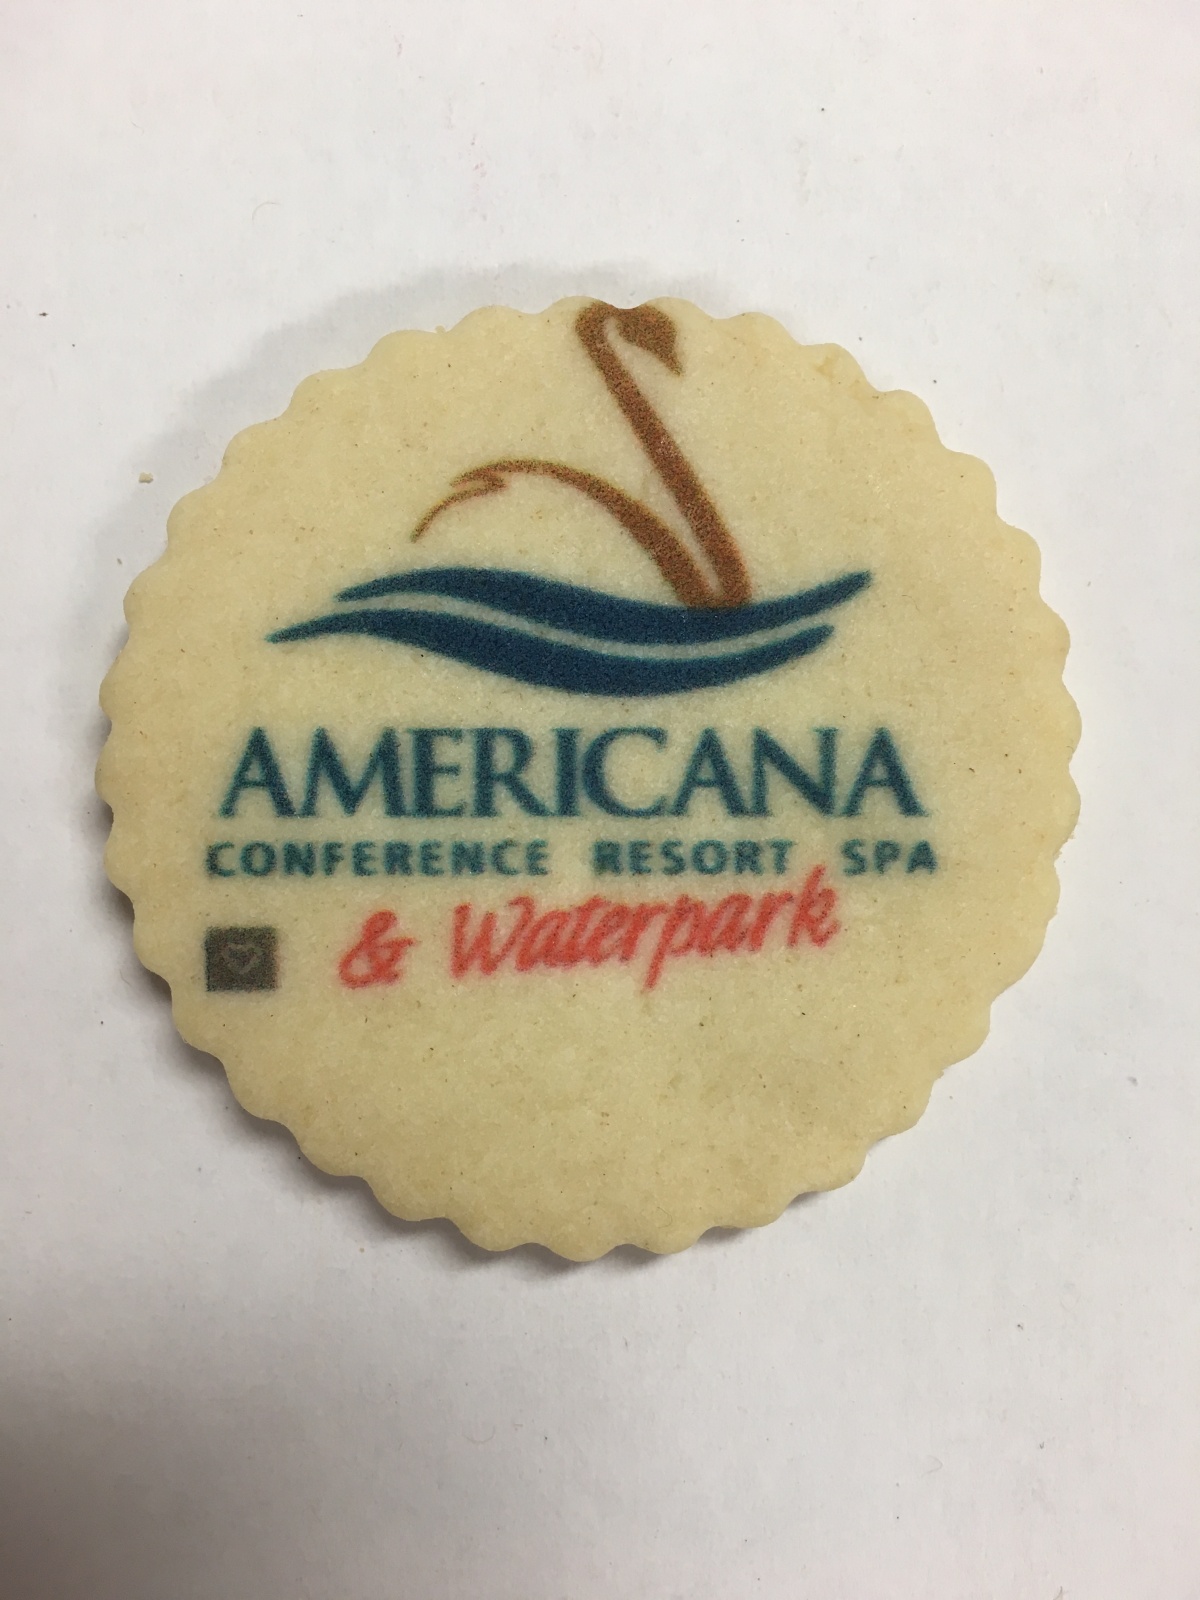 AMERICANA
CONFERENCE RESORT SPA
& Waterpark